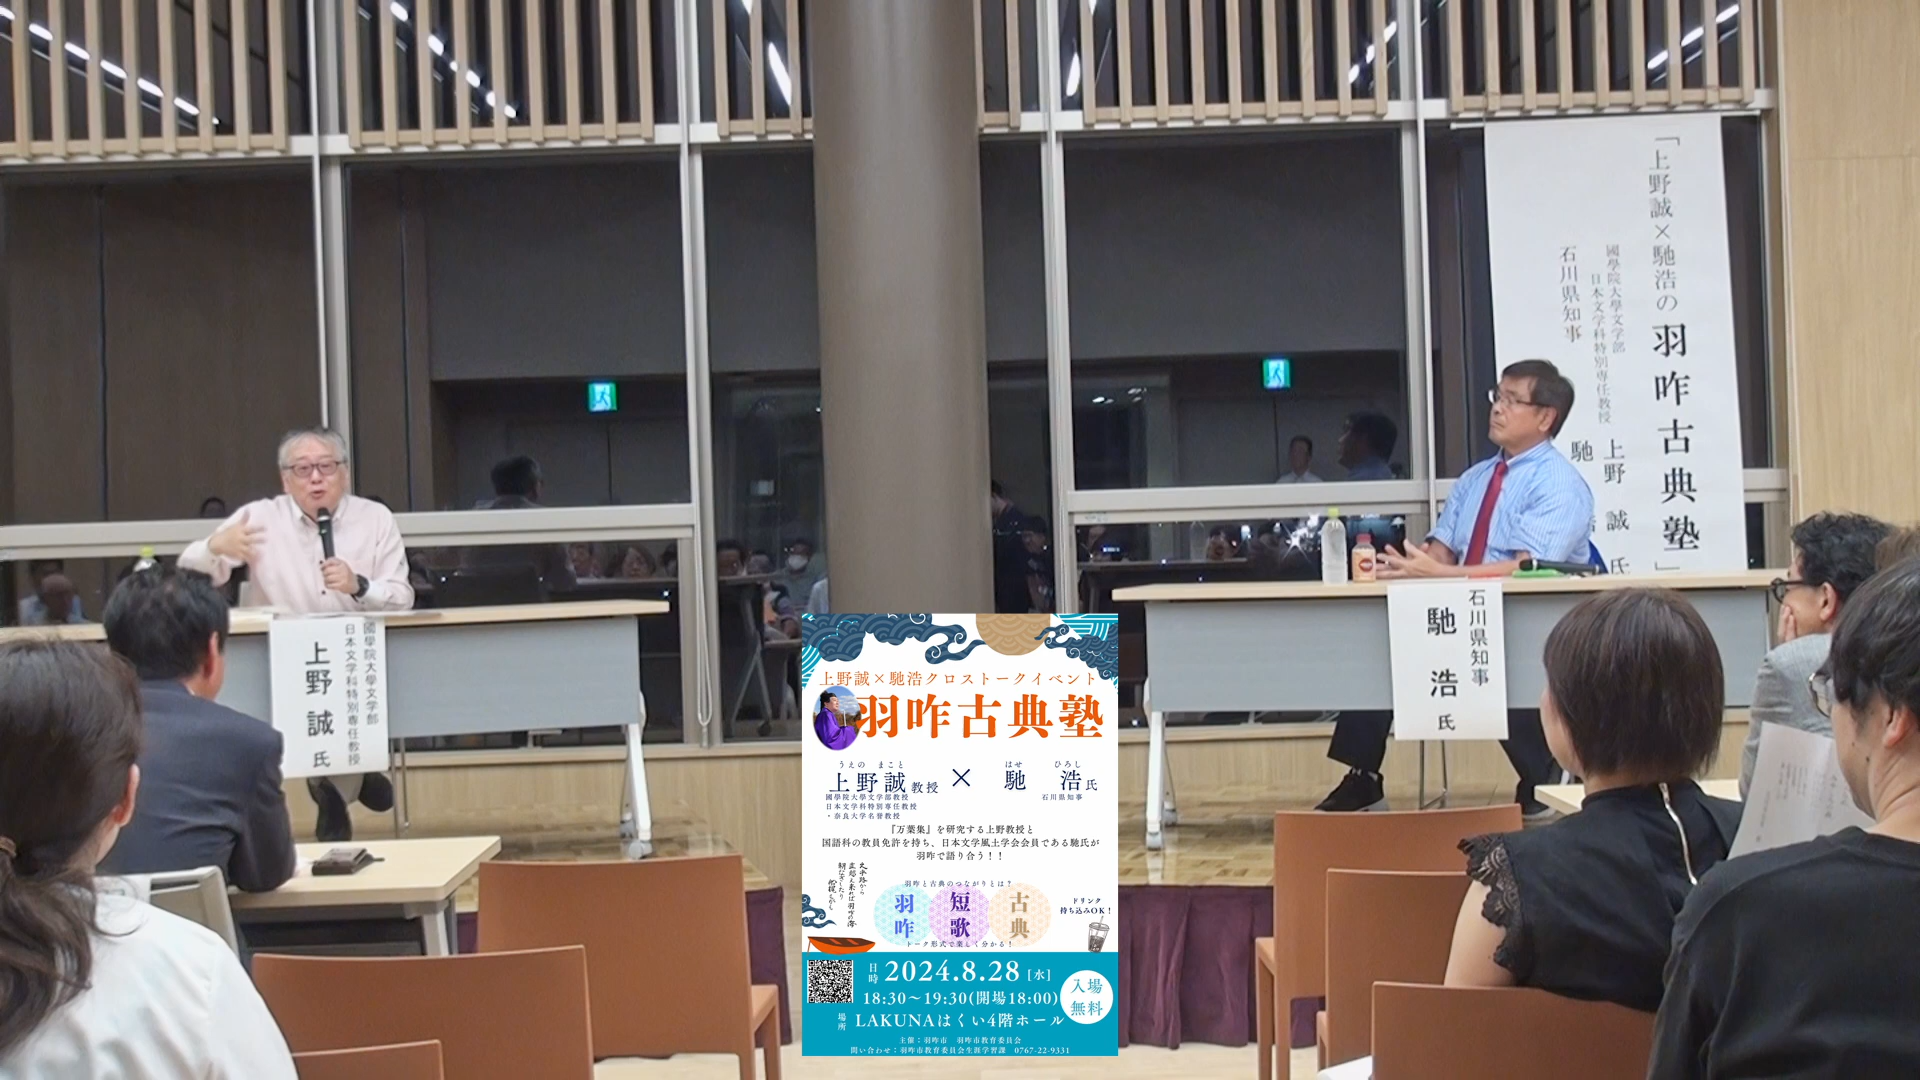 「上野誠×馳浩の 羽咋古典塾」
國學院大學文学部
日本文学科特別専任教授
上野 誠 氏
石川県知事
馳
國學院大學文学部
日本文学科特別専任教授
上野 誠 氏
石川県知事
馳 浩 氏
上野誠×馳浩クロストークイベント
羽咋古典塾
うえの まこと
上野誠教授
國學院大學文学部教授
日本文学科特別専任教授
・奈良大学名誉教授
×
はせ ひろし
馳 浩氏
石川県知事
『万葉集』を研究する上野教授と
国語科の教員免許を持ち、日本文学風土学会会員である馳氏が
羽咋で語り合う！！
羽咋と古典のつながりとは？
羽咋
短歌
古典
トーク形式で楽しく分かる！
ドリンク
持ち込みOK！
日時 2024.8.28 [水]
18:30～19:30(開場18:00)
場所 LAKUNAはくい4階ホール
入場
無料
主催：羽咋市 羽咋市教育委員会
問い合わせ：羽咋市教育委員会生涯学習課 0767-22-9331